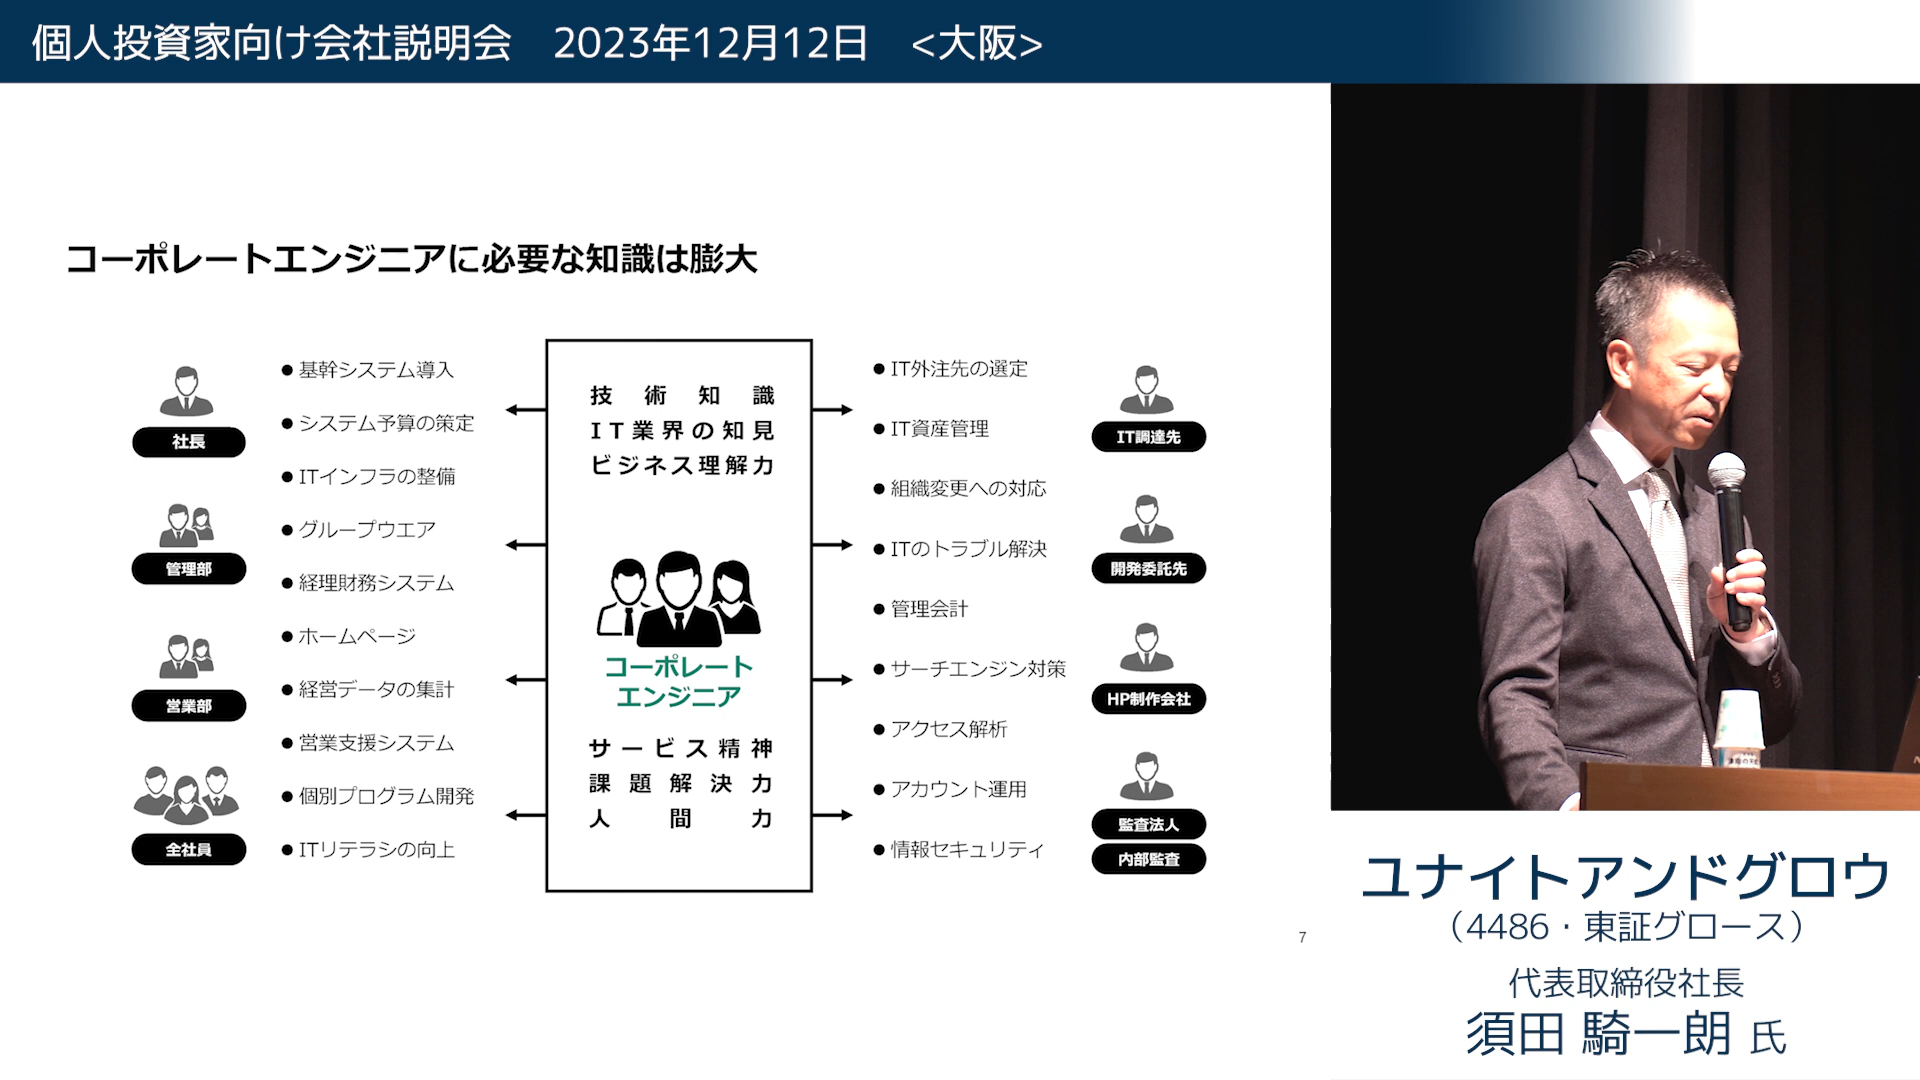 個人投資家向け会社説明会　2023年12月12日　<大阪>
コーポレートエンジニアに必要な知識は膨大
社長
管理部
営業部
全社員
●基幹システム導入
●システム予算の策定
●ITインフラの整備
●グループウエア
●経理財務システム
●ホームページ
●経営データの集計
●営業支援システム
●個別プログラム開発
●ITリテラシの向上
技術知識
IT業界の知見
ビジネス理解力
コーポレート
エンジニア
サービス精神
課題解決力
人間力
●IT外注先の選定
●IT資産管理
●組織変更への対応
●ITのトラブル解決
●管理会計
●サーチエンジン対策
●アクセス解析
●アカウント運用
●情報セキュリティ
IT調達先
開発委託先
HP制作会社
監査法人
内部監査
7
ユナイトアンドグロウ
（4486・東証グロース）
代表取締役社長
須田 騎一朗 氏